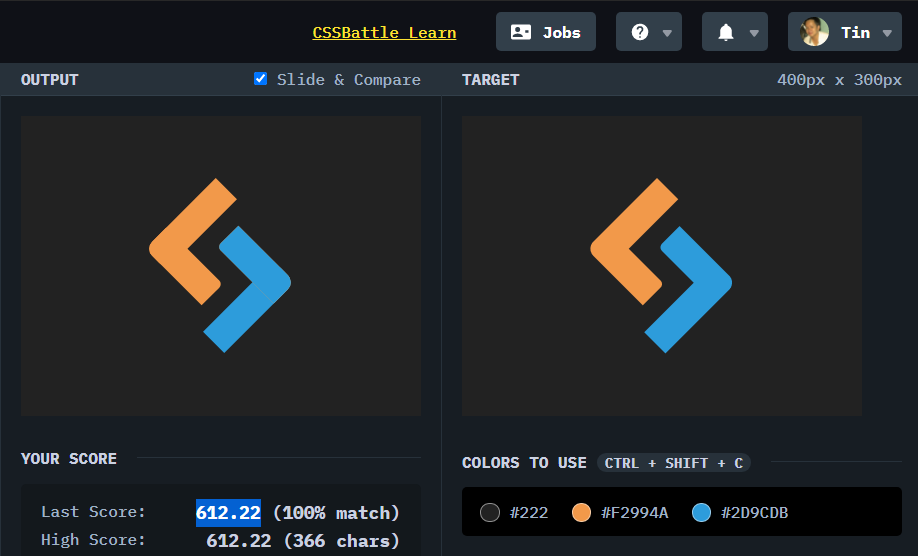 CSSBattle Learn Jobs Tin
OUTPUT Slide & Compare TARGET 400px x 300px
YOUR SCORE
COLORS TO USE CTRL + SHIFT + C
Last Score: 612.22 (100% match)
#222 #F2994A #2D9CDB
High Score: 612.22 (366 chars)